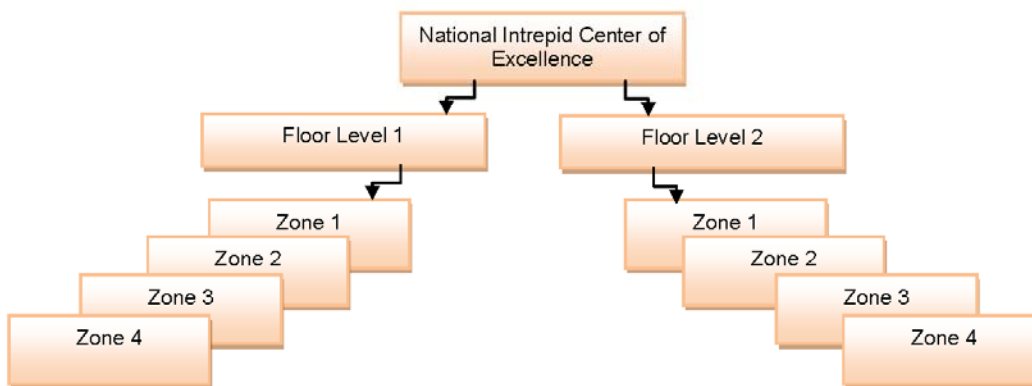 National Intrepid Center of
Excellence
Floor Level 1
Floor Level 2
Zone 1
Zone 2
Zone 3
Zone 4
Zone 1
Zone 2
Zone 3
Zone 4